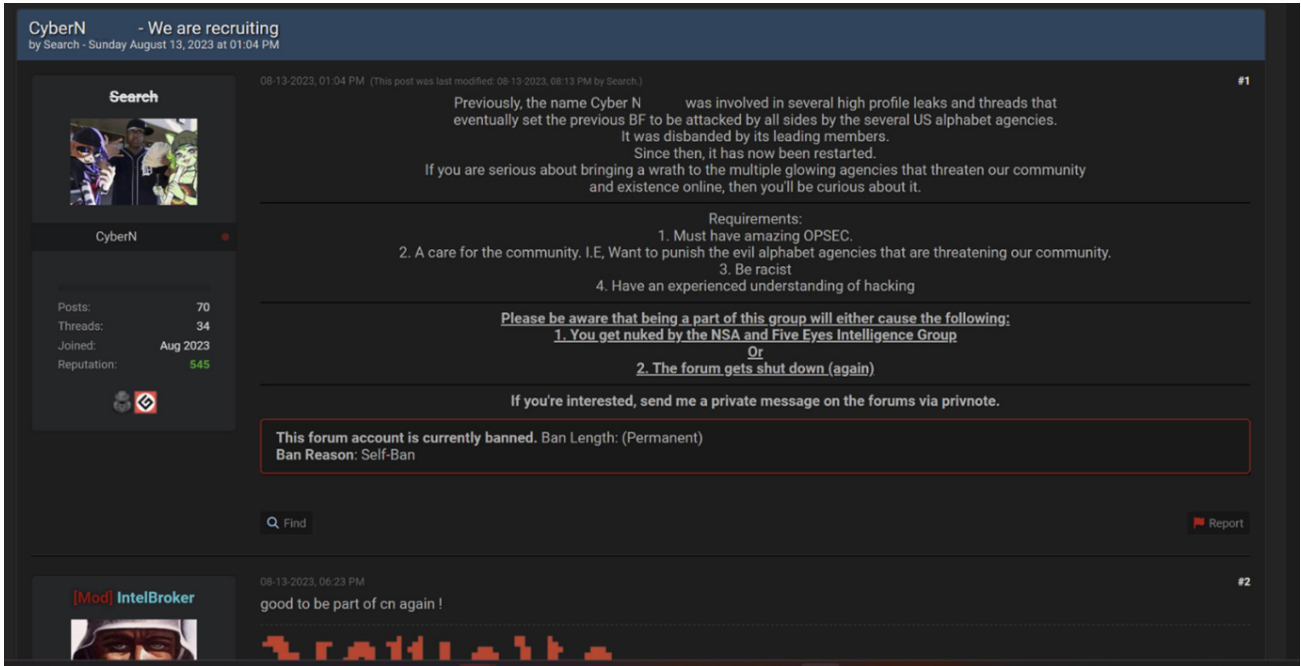 CyberN - We are recruiting
by Search - Sunday August 13, 2023 at 01:04 PM
Search
CyberN
Posts: 70
Threads: 34
Joined: Aug 2023
Reputation: 545
08-13-2023, 01:04 PM (This post was last modified: 08-13-2023, 08:13 PM by Search.)
#1
Previously, the name Cyber N was involved in several high profile leaks and threads that
eventually set the previous BF to be attacked by all sides by the several US alphabet agencies.
It was disbanded by its leading members.
Since then, it has now been restarted.
If you are serious about bringing a wrath to the multiple glowing agencies that threaten our community
and existence online, then you'll be curious about it.
Requirements:
1. Must have amazing OPSEC.
2. A care for the community. I.E, Want to punish the evil alphabet agencies that are threatening our community.
3. Be racist
4. Have an experienced understanding of hacking
Please be aware that being a part of this group will either cause the following:
1. You get nuked by the NSA and Five Eyes Intelligence Group
Or
2. The forum gets shut down (again)
If you're interested, send me a private message on the forums via privnote.
This forum account is currently banned. Ban Length: (Permanent)
Ban Reason: Self-Ban
Find
Report
[Mod] IntelBroker
08-13-2023, 06:23 PM
#2
good to be part of cn again !